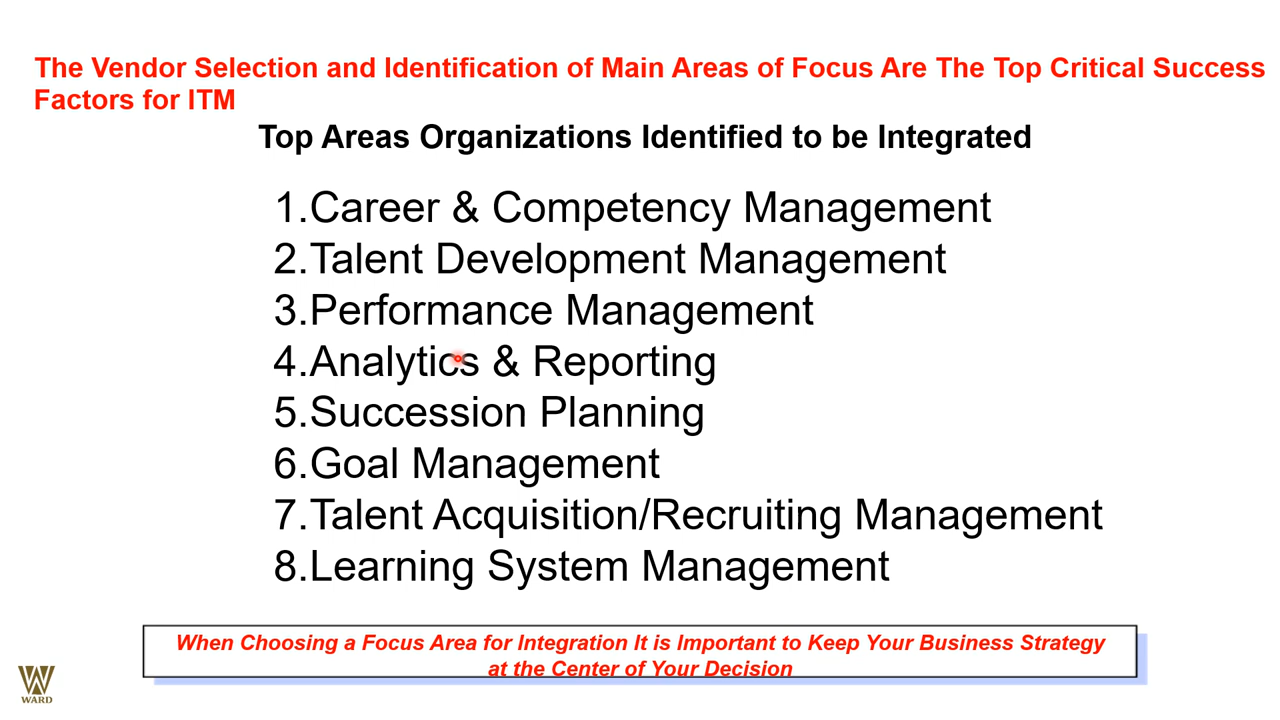 The Vendor Selection and Identification of Main Areas of Focus Are The Top Critical Success
Factors for ITM
Top Areas Organizations Identified to be Integrated
1.Career & Competency Management
2.Talent Development Management
3.Performance Management
4.Analytics & Reporting
5.Succession Planning
6.Goal Management
7.Talent Acquisition/Recruiting Management
8.Learning System Management
When Choosing a Focus Area for Integration It is Important to Keep Your Business Strategy
at the Center of Your Decision
WARD